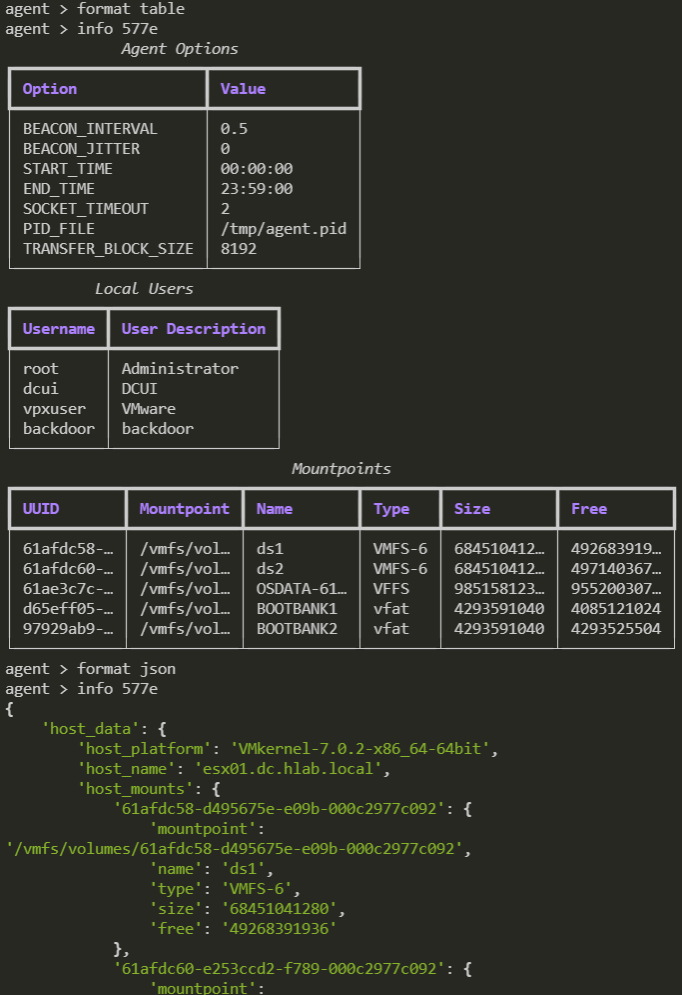 agent > format table
agent > info 577e
Agent Options
Option Value
BEACON_INTERVAL 0.5
BEACON_JITTER 0
START_TIME 00:00:00
END_TIME 23:59:00
SOCKET_TIMEOUT 2
PID_FILE /tmp/agent.pid
TRANSFER_BLOCK_SIZE 8192
Local Users
Username User Description
root Administrator
dcui DCUI
vpxuser VMware
backdoor backdoor
Mountpoints
UUID Mountpoint Name Type Size Free
61afdc58-… /vmfs/vol… ds1 VMFS-6 684510412… 492683919…
61afdc60-… /vmfs/vol… ds2 VMFS-6 684510412… 497140367…
61ae3c7c-… /vmfs/vol… OSDATA-61… VFFS 985158123… 955200307…
d65eff05-… /vmfs/vol… BOOTBANK1 vfat 4293591040 4085121024
97929ab9-… /vmfs/vol… BOOTBANK2 vfat 4293591040 4293525504
agent > format json
agent > info 577e
{
    'host_data': {
        'host_platform': 'VMkernel-7.0.2-x86_64-64bit',
        'host_name': 'esx01.dc.hlab.local',
        'host_mounts': {
            '61afdc58-d495675e-e09b-000c2977c092': {
                'mountpoint':
'/vmfs/volumes/61afdc58-d495675e-e09b-000c2977c092',
                'name': 'ds1',
                'type': 'VMFS-6',
                'size': '68451041280',
                'free': '49268391936'
            },
            '61afdc60-e253ccd2-f789-000c2977c092': {
                'mountpoint':